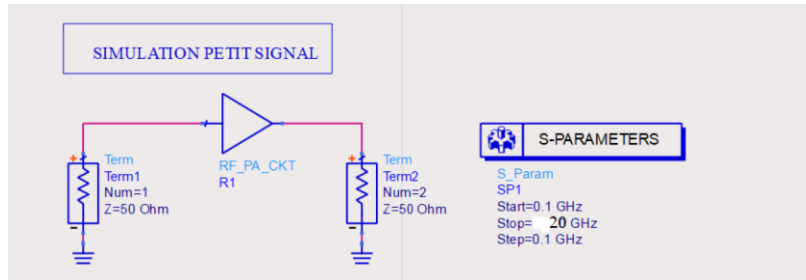 SIMULATION PETIT SIGNAL
Term
Term1
Num=1
Z=50 Ohm
RF_PA_CKT
R1
Term
Term2
Num=2
Z=50 Ohm
S-PARAMETERS
S_Param
SP1
Start=0.1 GHz
Stop= 20 GHz
Step=0.1 GHz